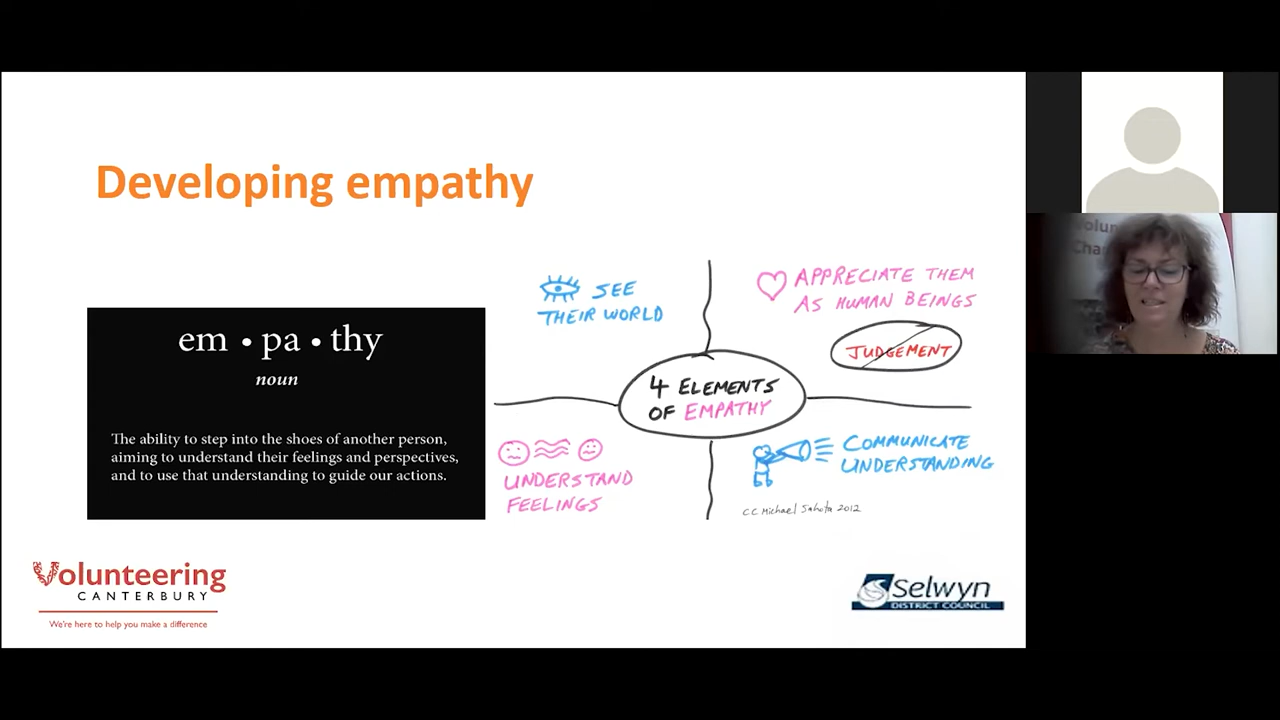 Developing empathy
em • pa • thy
noun
The ability to step into the shoes of another person,
aiming to understand their feelings and perspectives,
and to use that understanding to guide our actions.
SEE
THEIR WORLD
APPRECIATE THEM
AS HUMAN BEINGS
JUDGEMENT
4 ELEMENTS
OF EMPATHY
UNDERSTAND
FEELINGS
COMMUNICATE
UNDERSTANDING
CC Michael Sahota 2012
Volunteering
CANTERBURY
We're here to help you make a difference
Selwyn
DISTRICT COUNCIL